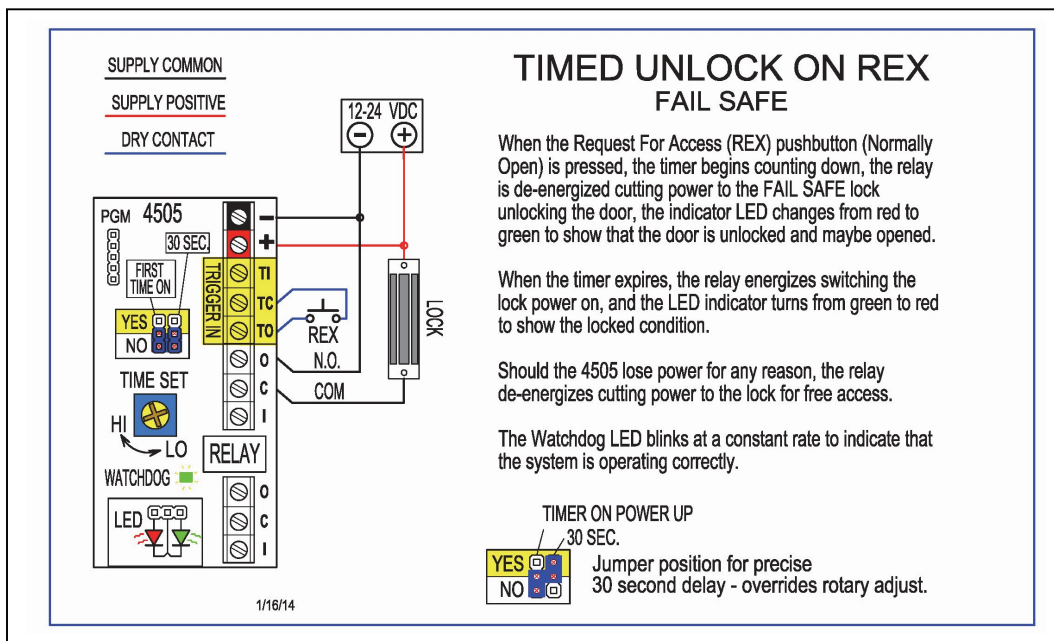 SUPPLY COMMON
SUPPLY POSITIVE
DRY CONTACT
12-24 VDC
− +
PGM 4505
30 SEC.
FIRST
TIME ON
YES
NO
TIME SET
HI
LO
WATCHDOG
LED
−
+
TRIGGER IN
TI
TC
TO
O
C
I
RELAY
O
C
I
REX
N.O.
COM
LOCK
1/16/14
TIMED UNLOCK ON REX
FAIL SAFE
When the Request For Access (REX) pushbutton (Normally
Open) is pressed, the timer begins counting down, the relay
is de-energized cutting power to the FAIL SAFE lock
unlocking the door, the indicator LED changes from red to
green to show that the door is unlocked and maybe opened.
When the timer expires, the relay energizes switching the
lock power on, and the LED indicator turns from green to red
to show the locked condition.
Should the 4505 lose power for any reason, the relay
de-energizes cutting power to the lock for free access.
The Watchdog LED blinks at a constant rate to indicate that
the system is operating correctly.
TIMER ON POWER UP
30 SEC.
YES
NO
Jumper position for precise
30 second delay - overrides rotary adjust.